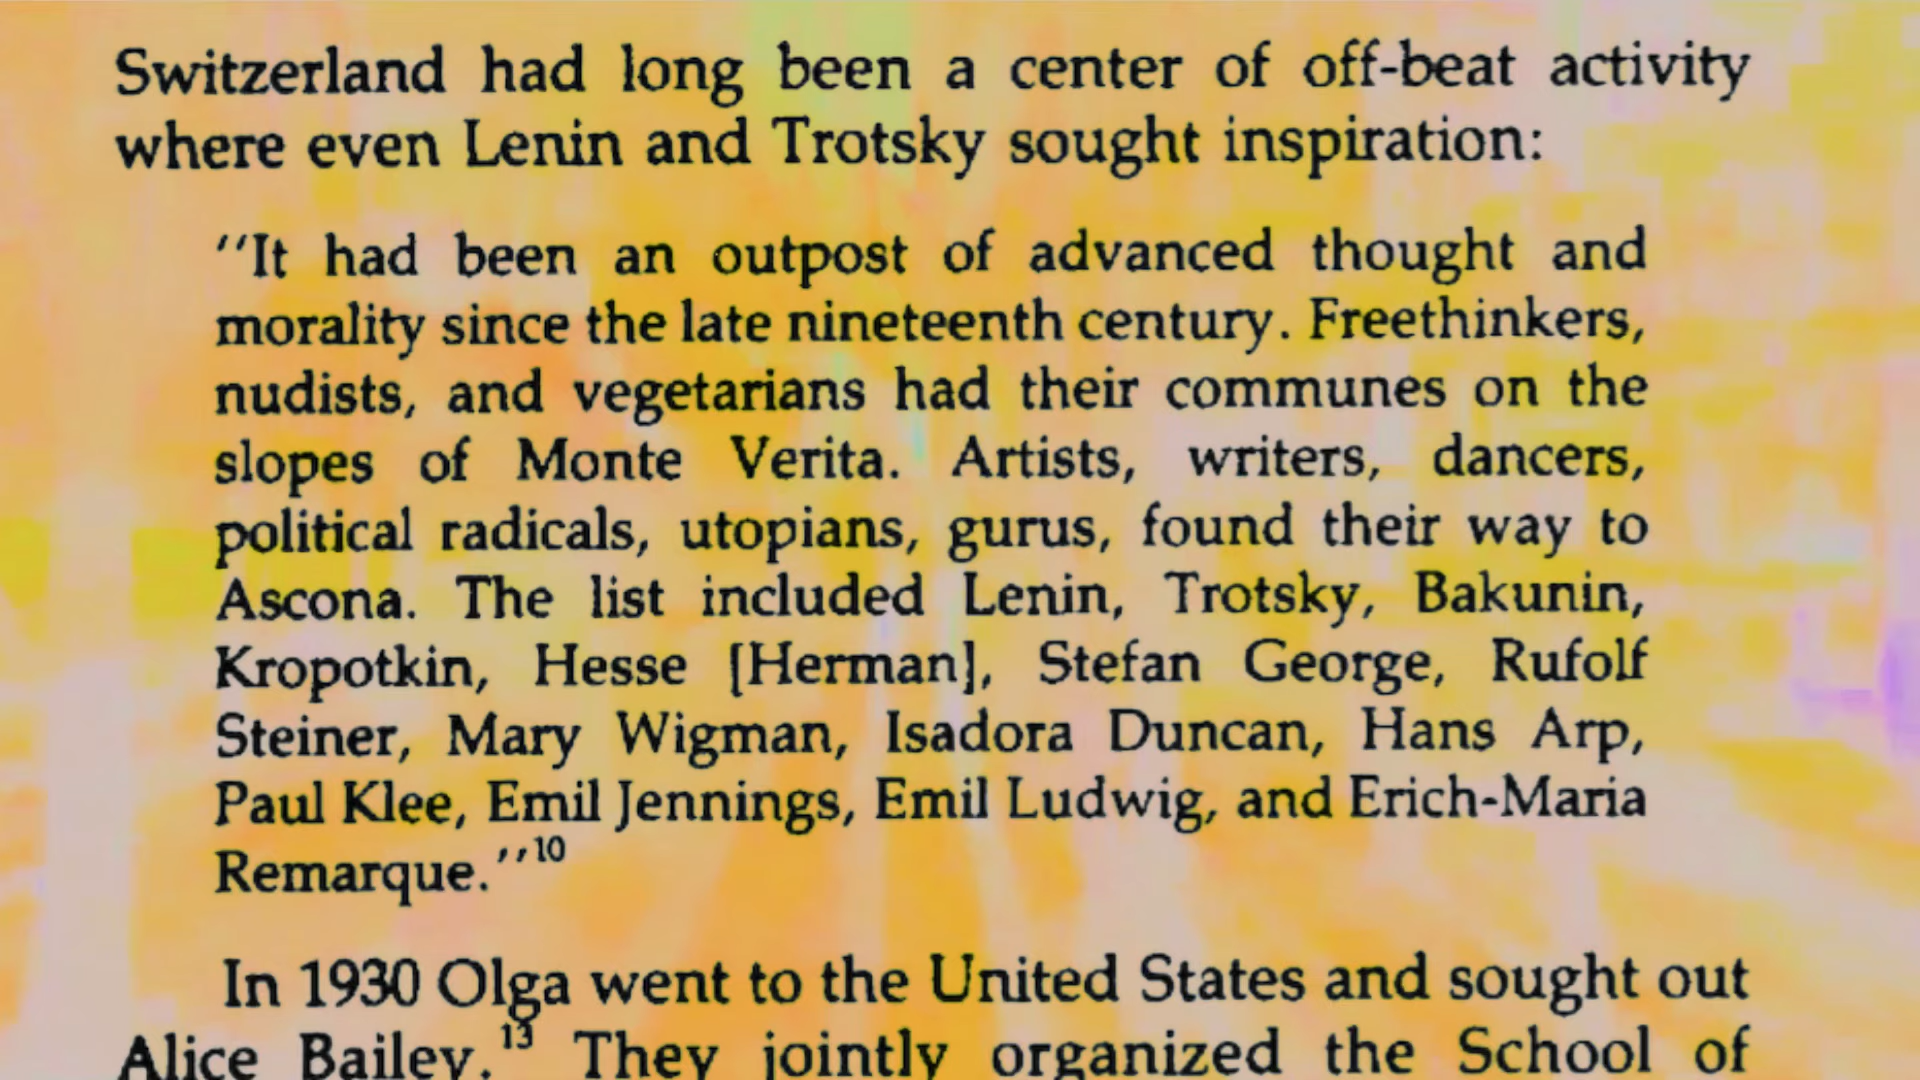 Switzerland had long been a center of off-beat activity
where even Lenin and Trotsky sought inspiration:
''It had been an outpost of advanced thought and
morality since the late nineteenth century. Freethinkers,
nudists, and vegetarians had their communes on the
slopes of Monte Verita. Artists, writers, dancers,
political radicals, utopians, gurus, found their way to
Ascona. The list included Lenin, Trotsky, Bakunin,
Kropotkin, Hesse [Herman], Stefan George, Rufolf
Steiner, Mary Wigman, Isadora Duncan, Hans Arp,
Paul Klee, Emil Jennings, Emil Ludwig, and Erich-Maria
Remarque.''10
In 1930 Olga went to the United States and sought out
Alice Bailey.13 They jointly organized the School of